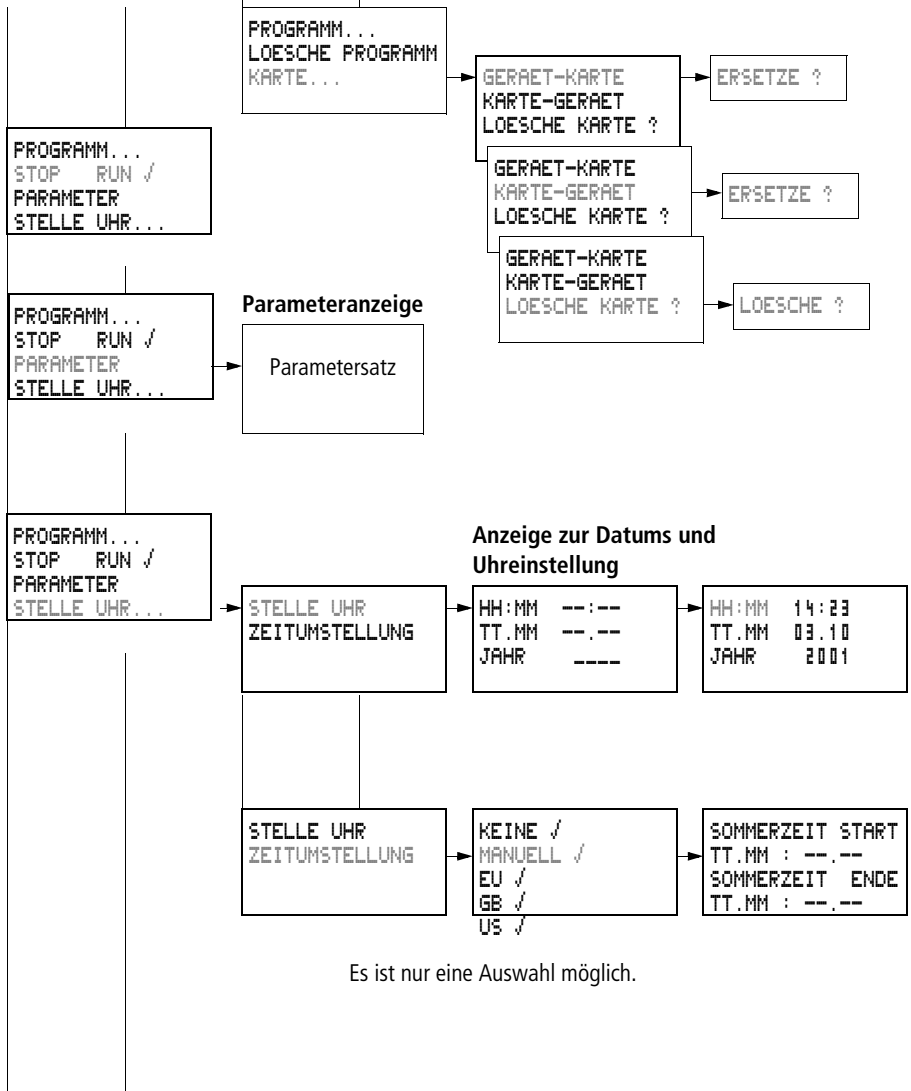 PROGRAMM...
LOESCHE PROGRAMM
KARTE...
GERAET-KARTE
KARTE-GERAET
LOESCHE KARTE ?
ERSETZE ?
GERAET-KARTE
KARTE-GERAET
LOESCHE KARTE ?
ERSETZE ?
GERAET-KARTE
KARTE-GERAET
LOESCHE KARTE ?
LOESCHE ?
PROGRAMM...
STOP RUN √
PARAMETER
STELLE UHR...
PROGRAMM...
STOP RUN √
PARAMETER
STELLE UHR...
Parameteranzeige
Parametersatz
PROGRAMM...
STOP RUN √
PARAMETER
STELLE UHR...
STELLE UHR
ZEITUMSTELLUNG
Anzeige zur Datums und
Uhreinstellung
HH:MM --:--
TT.MM --.--
JAHR ____
HH:MM 14:23
TT.MM 03.10
JAHR 2001
STELLE UHR
ZEITUMSTELLUNG
KEINE √
MANUELL √
EU √
GB √
US √
SOMMERZEIT START
TT.MM : --.--
SOMMERZEIT ENDE
TT.MM : --.--
Es ist nur eine Auswahl möglich.